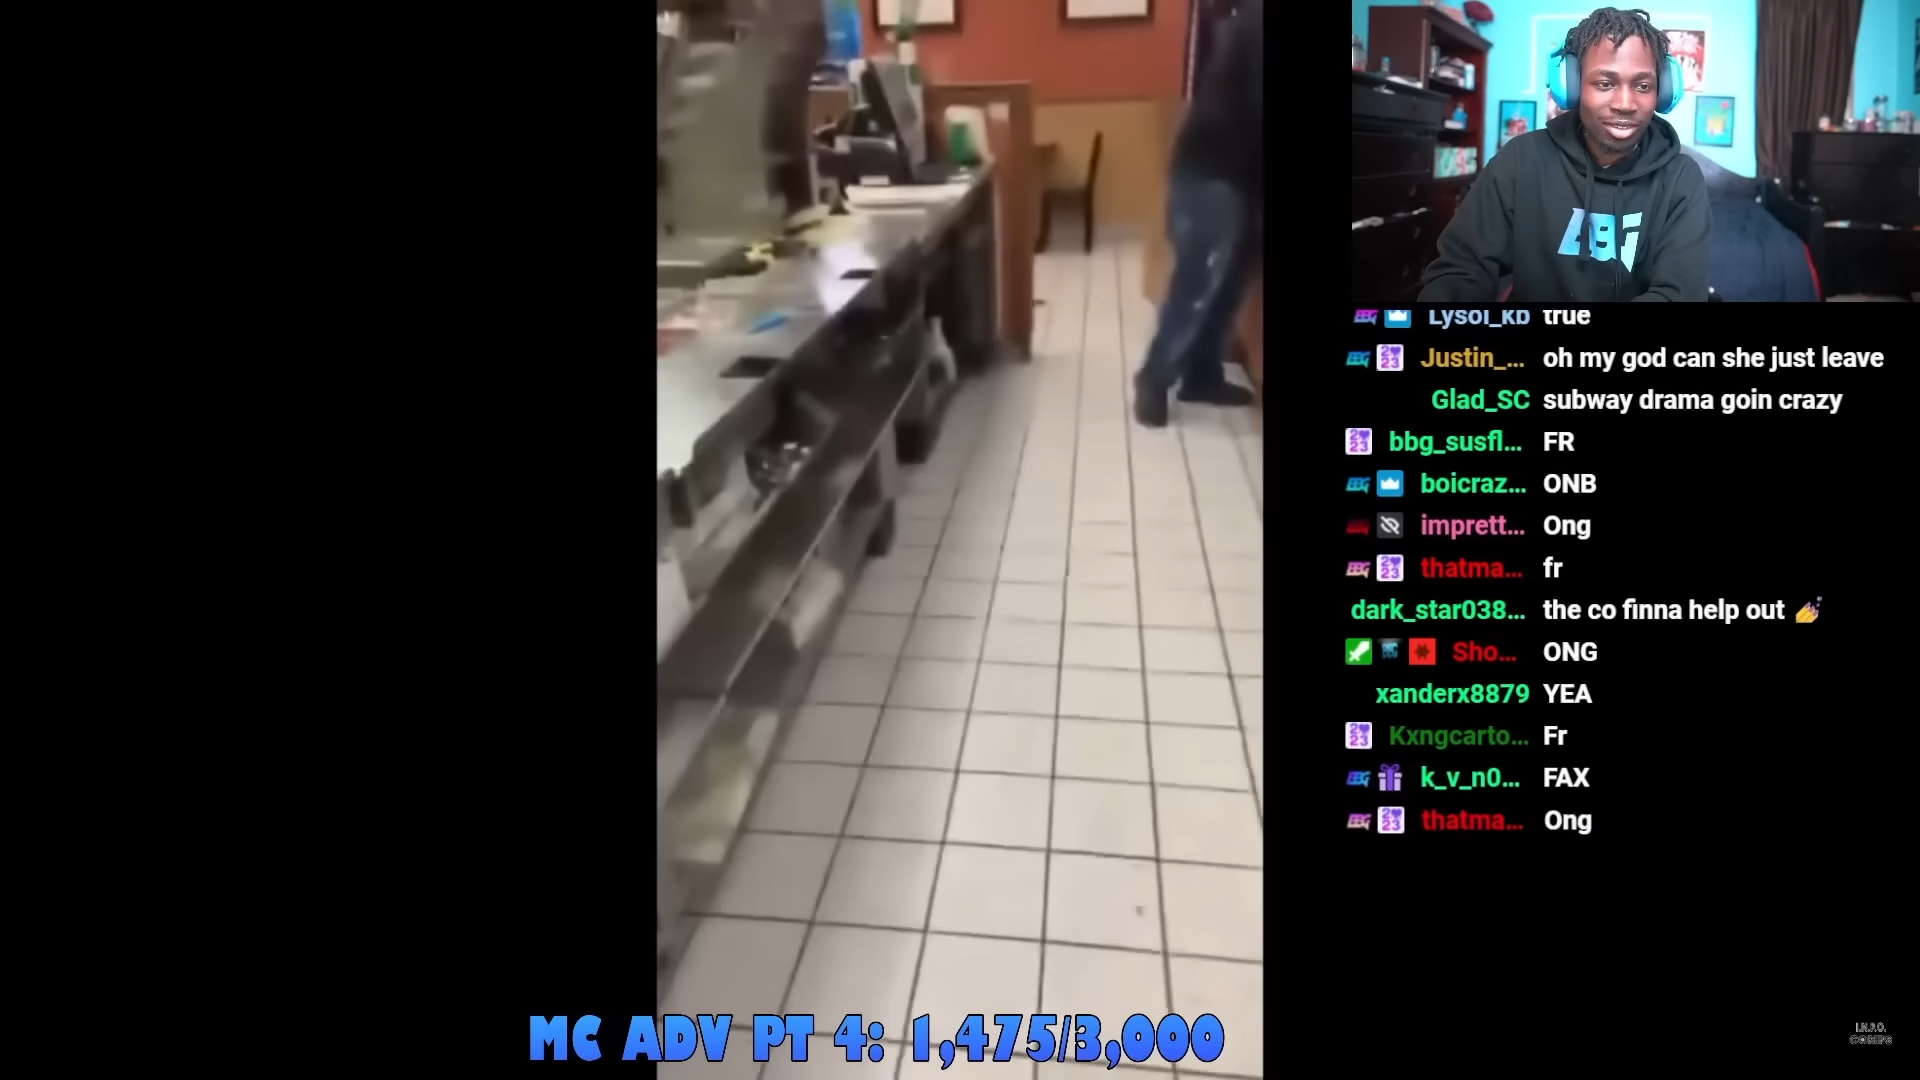 Lysol_kb true
Justin_... oh my god can she just leave
Glad_SC subway drama goin crazy
bbg_susfl... FR
boicraz... ONB
imprett... Ong
thatma... fr
dark_star038... the co finna help out 💅
Sho... ONG
xanderx8879 YEA
Kxngcarto... Fr
k_v_n0... FAX
thatma... Ong
MC ADV PT 4: 1,475/3,000